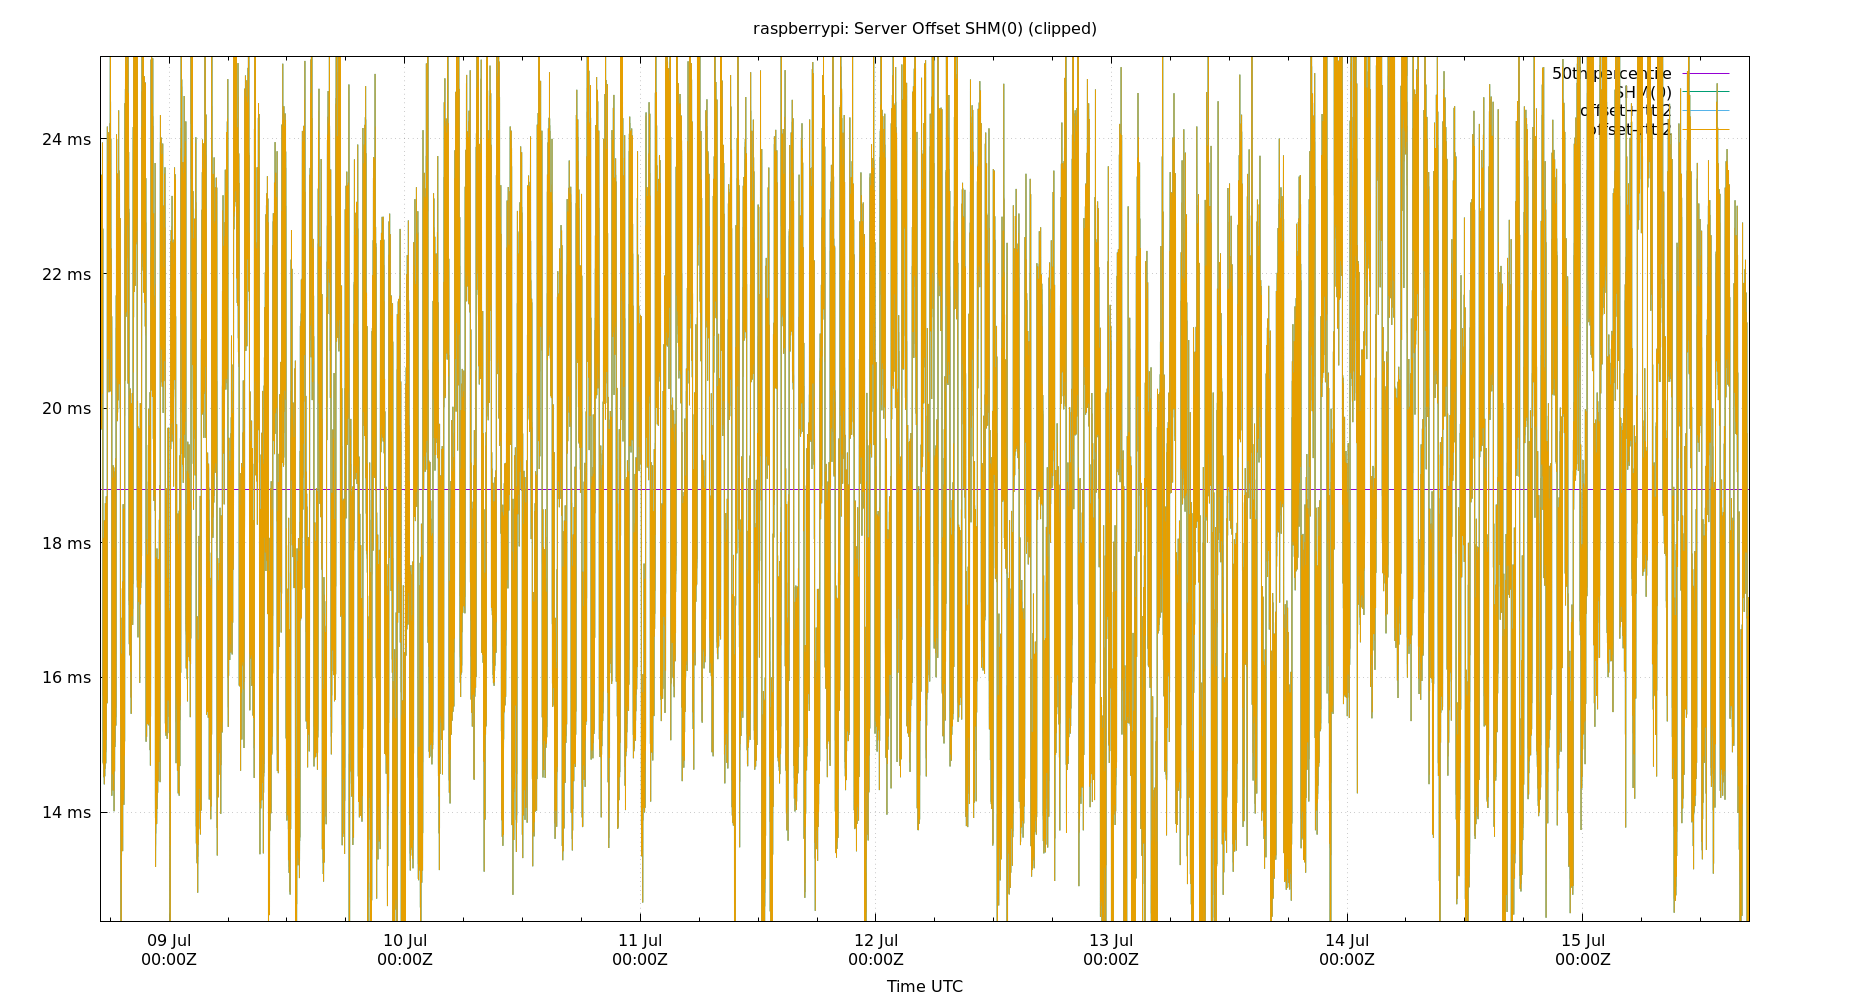 raspberrypi: Server Offset SHM(0) (clipped)
50th percentile
SHM(0)
24 ms
22 ms
20 ms
18 ms
16 ms
14 ms
09 Jul 10 Jul 11 Jul 12 Jul 13 Jul 14 Jul 15 Jul
00:00Z 00:00Z 00:00Z 00:00Z 00:00Z 00:00Z 00:00Z
Time UTC